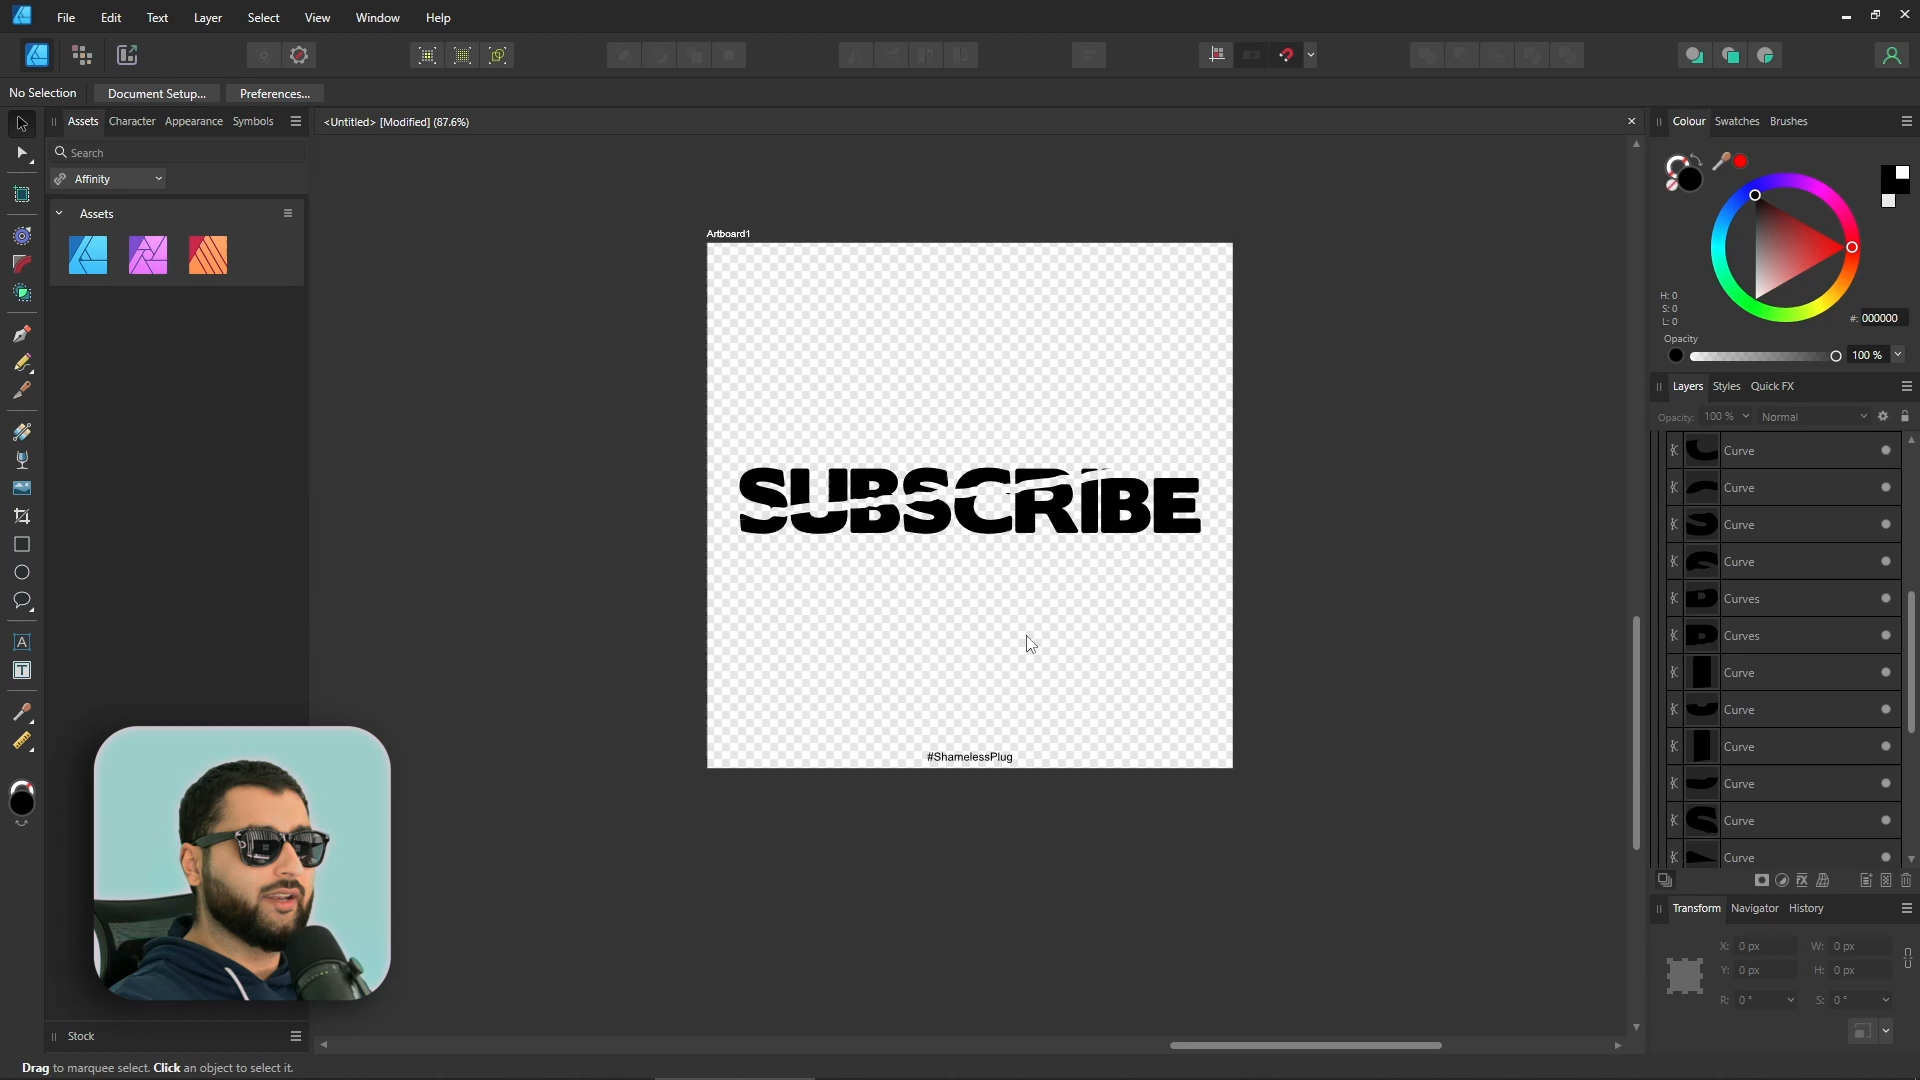 File Edit Text Layer Select View Window Help
No Selection Document Setup... Preferences...
Assets Character Appearance Symbols
<Untitled> [Modified] (87.6%)
Colour Swatches Brushes
Search
Affinity
Assets
Artboard1
H: 0
S: 0
L: 0
#: 000000
Opacity
100 %
Layers Styles Quick FX
Opacity: 100 % Normal
Curve
Curve
Curve
Curve
Curves
Curves
Curve
Curve
Curve
Curve
Curve
Curve
SUBSCRIBE
#ShamelessPlug
Transform Navigator History
X: 0 px W: 0 px
Y: 0 px H: 0 px
R: 0 ° S: 0 °
Stock
Drag to marquee select. Click an object to select it.